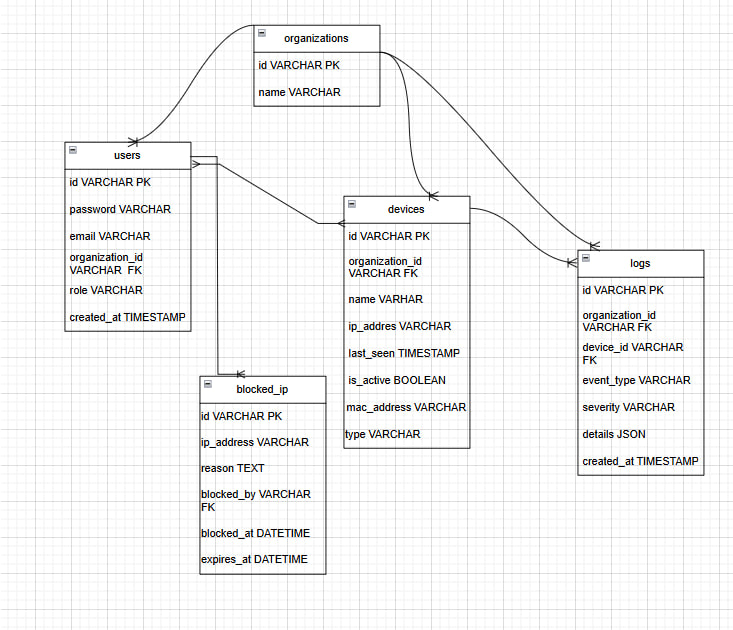 organizations
id VARCHAR PK
name VARCHAR
users
id VARCHAR PK
password VARCHAR
email VARCHAR
organization_id
VARCHAR  FK
role VARCHAR
created_at TIMESTAMP
devices
id VARCHAR PK
organization_id
VARCHAR FK
name VARHAR
ip_addres VARCHAR
last_seen TIMESTAMP
is_active BOOLEAN
mac_address VARCHAR
type VARCHAR
logs
id VARCHAR PK
organization_id
VARCHAR FK
device_id VARCHAR
FK
event_type VARCHAR
severity VARCHAR
details JSON
created_at TIMESTAMP
blocked_ip
id VARCHAR PK
ip_address VARCHAR
reason TEXT
blocked_by VARCHAR
FK
blocked_at DATETIME
expires_at DATETIME